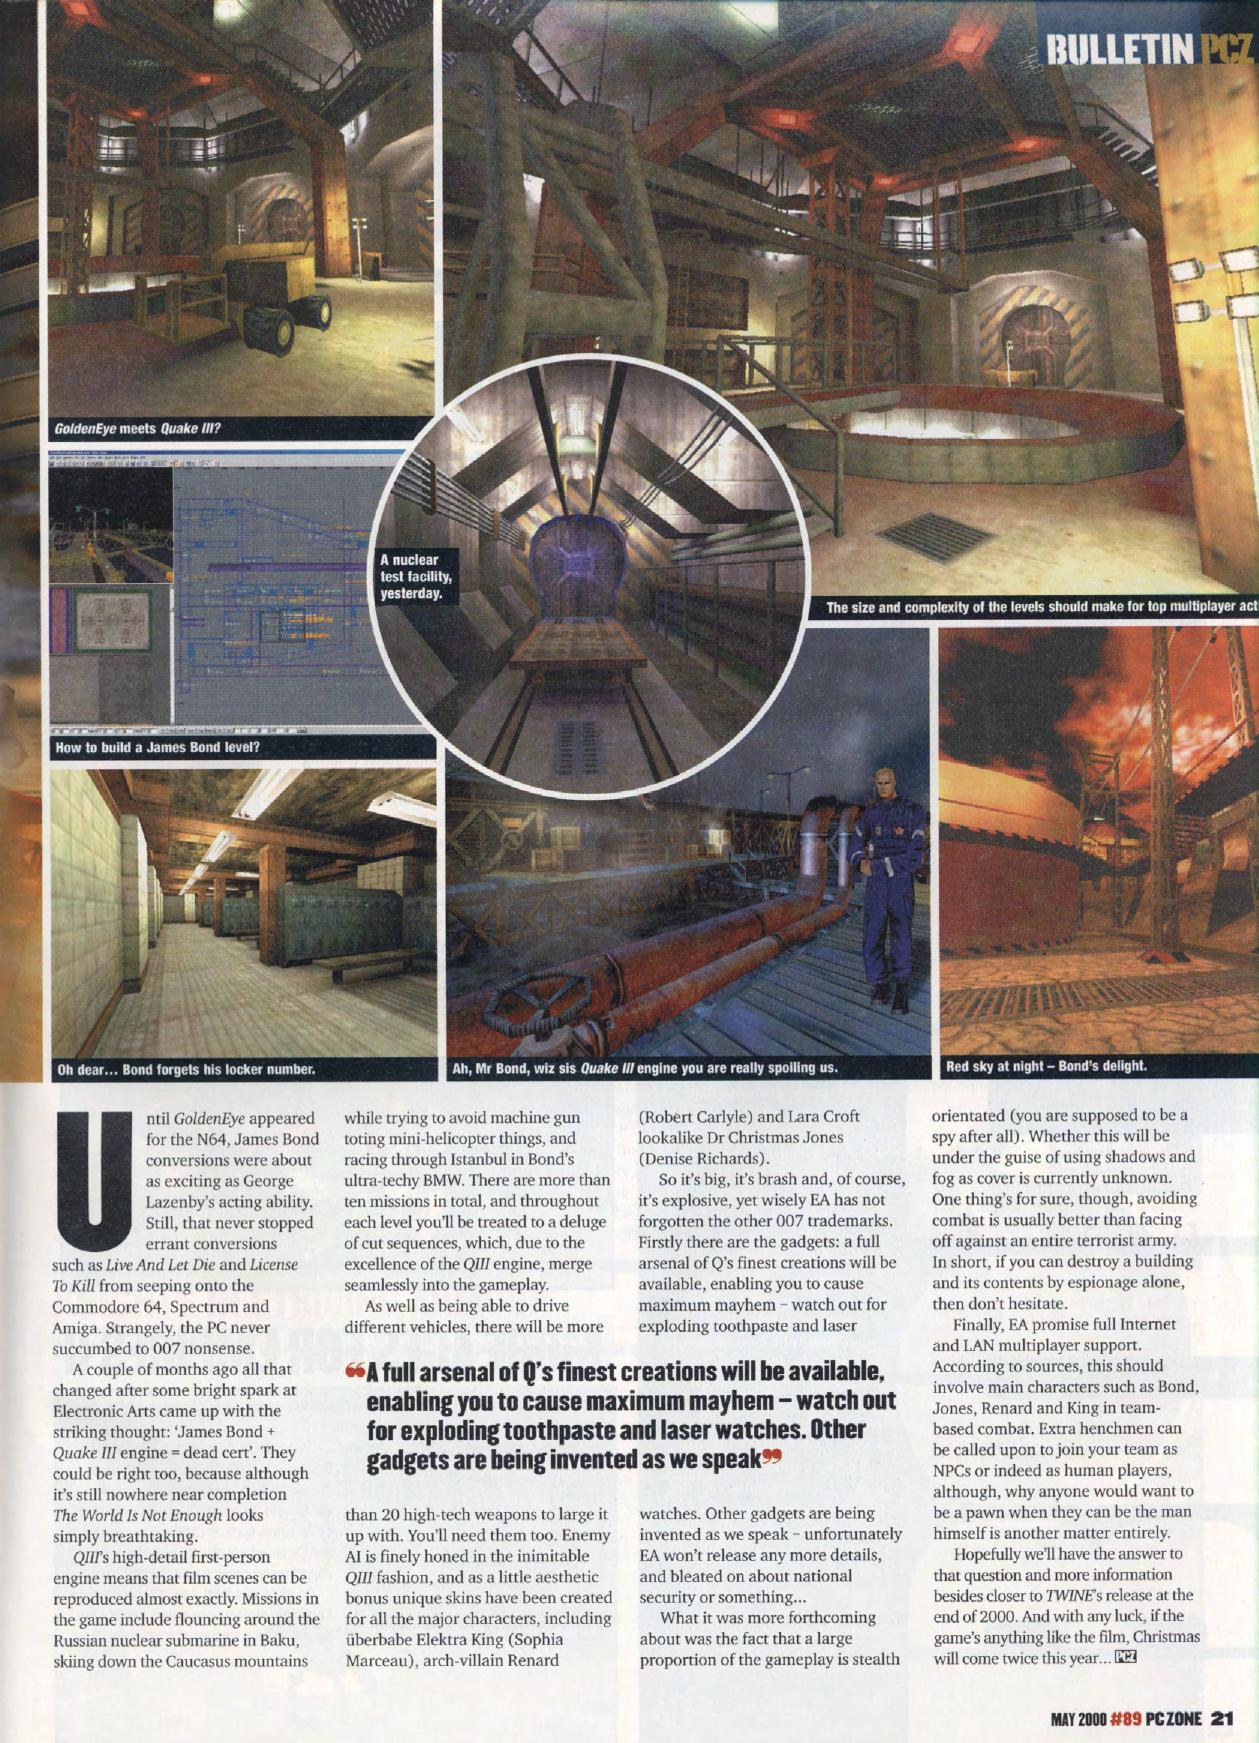 BULLETIN PCZ
GoldenEye meets Quake III?
A nuclear
test facility,
yesterday.
The size and complexity of the levels should make for top multiplayer act
How to build a James Bond level?
Oh dear... Bond forgets his locker number.
Ah, Mr Bond, wiz sis Quake III engine you are really spoiling us.
Red sky at night – Bond's delight.
Until GoldenEye appeared
for the N64, James Bond
conversions were about
as exciting as George
Lazenby's acting ability.
Still, that never stopped
errant conversions
such as Live And Let Die and License
To Kill from seeping onto the
Commodore 64, Spectrum and
Amiga. Strangely, the PC never
succumbed to 007 nonsense.
A couple of months ago all that
changed after some bright spark at
Electronic Arts came up with the
striking thought: 'James Bond +
Quake III engine = dead cert'. They
could be right too, because although
it's still nowhere near completion
The World Is Not Enough looks
simply breathtaking.
QIII's high-detail first-person
engine means that film scenes can be
reproduced almost exactly. Missions in
the game include flouncing around the
Russian nuclear submarine in Baku,
skiing down the Caucasus mountains
while trying to avoid machine gun
toting mini-helicopter things, and
racing through Istanbul in Bond's
ultra-techy BMW. There are more than
ten missions in total, and throughout
each level you'll be treated to a deluge
of cut sequences, which, due to the
excellence of the QIII engine, merge
seamlessly into the gameplay.
As well as being able to drive
different vehicles, there will be more
than 20 high-tech weapons to large it
up with. You'll need them too. Enemy
AI is finely honed in the inimitable
QIII fashion, and as a little aesthetic
bonus unique skins have been created
for all the major characters, including
überbabe Elektra King (Sophia
Marceau), arch-villain Renard
(Robert Carlyle) and Lara Croft
lookalike Dr Christmas Jones
(Denise Richards).
So it's big, it's brash and, of course,
it's explosive, yet wisely EA has not
forgotten the other 007 trademarks.
Firstly there are the gadgets: a full
arsenal of Q's finest creations will be
available, enabling you to cause
maximum mayhem – watch out for
exploding toothpaste and laser
watches. Other gadgets are being
invented as we speak – unfortunately
EA won't release any more details,
and bleated on about national
security or something...
What it was more forthcoming
about was the fact that a large
proportion of the gameplay is stealth
orientated (you are supposed to be a
spy after all). Whether this will be
under the guise of using shadows and
fog as cover is currently unknown.
One thing's for sure, though, avoiding
combat is usually better than facing
off against an entire terrorist army.
In short, if you can destroy a building
and its contents by espionage alone,
then don't hesitate.
Finally, EA promise full Internet
and LAN multiplayer support.
According to sources, this should
involve main characters such as Bond,
Jones, Renard and King in team-
based combat. Extra henchmen can
be called upon to join your team as
NPCs or indeed as human players,
although, why anyone would want to
be a pawn when they can be the man
himself is another matter entirely.
Hopefully we'll have the answer to
that question and more information
besides closer to TWINE's release at the
end of 2000. And with any luck, if the
game's anything like the film, Christmas
will come twice this year... PCZ
“A full arsenal of Q's finest creations will be available,
enabling you to cause maximum mayhem – watch out
for exploding toothpaste and laser watches. Other
gadgets are being invented as we speak”
MAY 2000 #89 PC ZONE 21